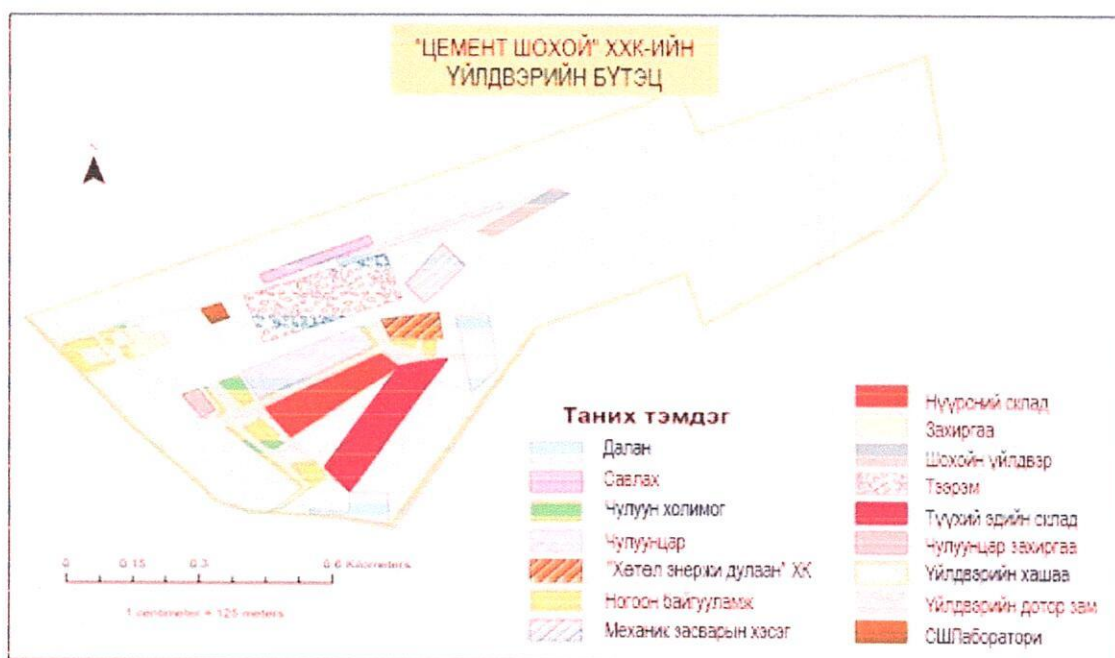 "ЦЕМЕНТ ШОХОЙ" ХХК-ИЙН
ҮЙЛДВЭРИЙН БҮТЭЦ
Таних тэмдэг
Далан
Савлах
Чулуун холимог
Чулуунцар
"Хөтөл энержи дулаан" ХК
Ногоон байгууламж
Механик засварын хэсэг
Нүүрсний склад
Захиргаа
Шохойн үйлдвэр
Тээрэм
Түүхий эдийн склад
Чулуунцар захиргаа
Үйлдвэрийн хашаа
Үйлдвэрийн дотор зам
ОШЛаборатори
0 0.15 0.3 0.6 Kilometers
1 centimeter = 125 meters